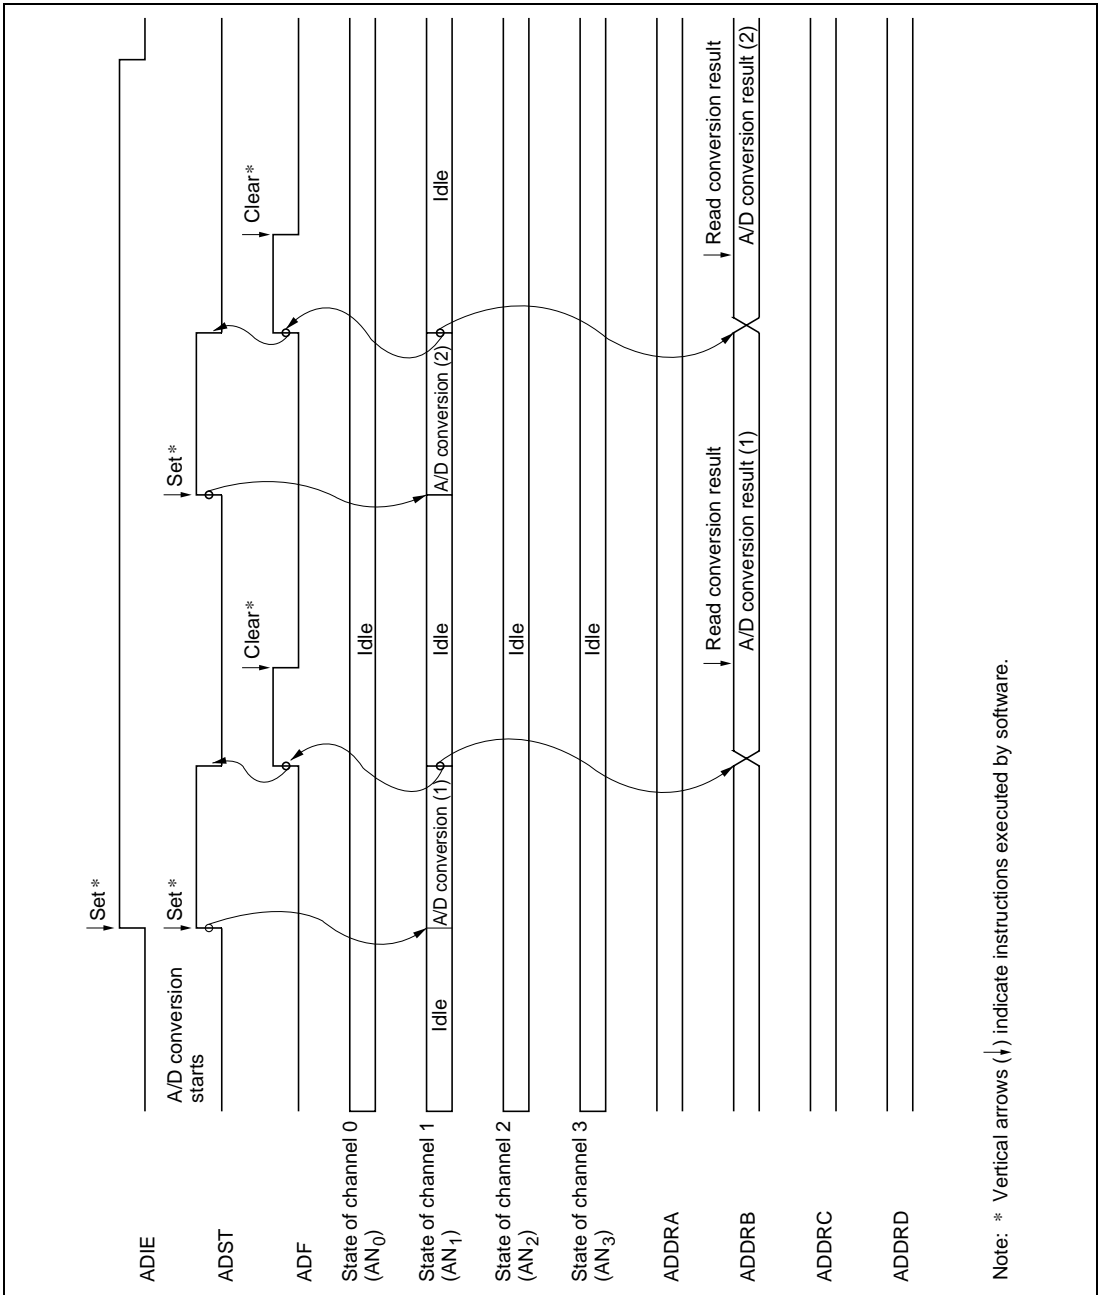 ADIE
Set *
ADST
A/D conversion
starts
Set *
Set *
ADF
Clear *
Clear *
State of channel 0
(AN0)
Idle
State of channel 1
(AN1)
Idle
A/D conversion (1)
Idle
A/D conversion (2)
Idle
State of channel 2
(AN2)
Idle
State of channel 3
(AN3)
Idle
ADDRA
ADDRB
Read conversion result
A/D conversion result (1)
Read conversion result
A/D conversion result (2)
ADDRC
ADDRD
Note: * Vertical arrows (↓) indicate instructions executed by software.